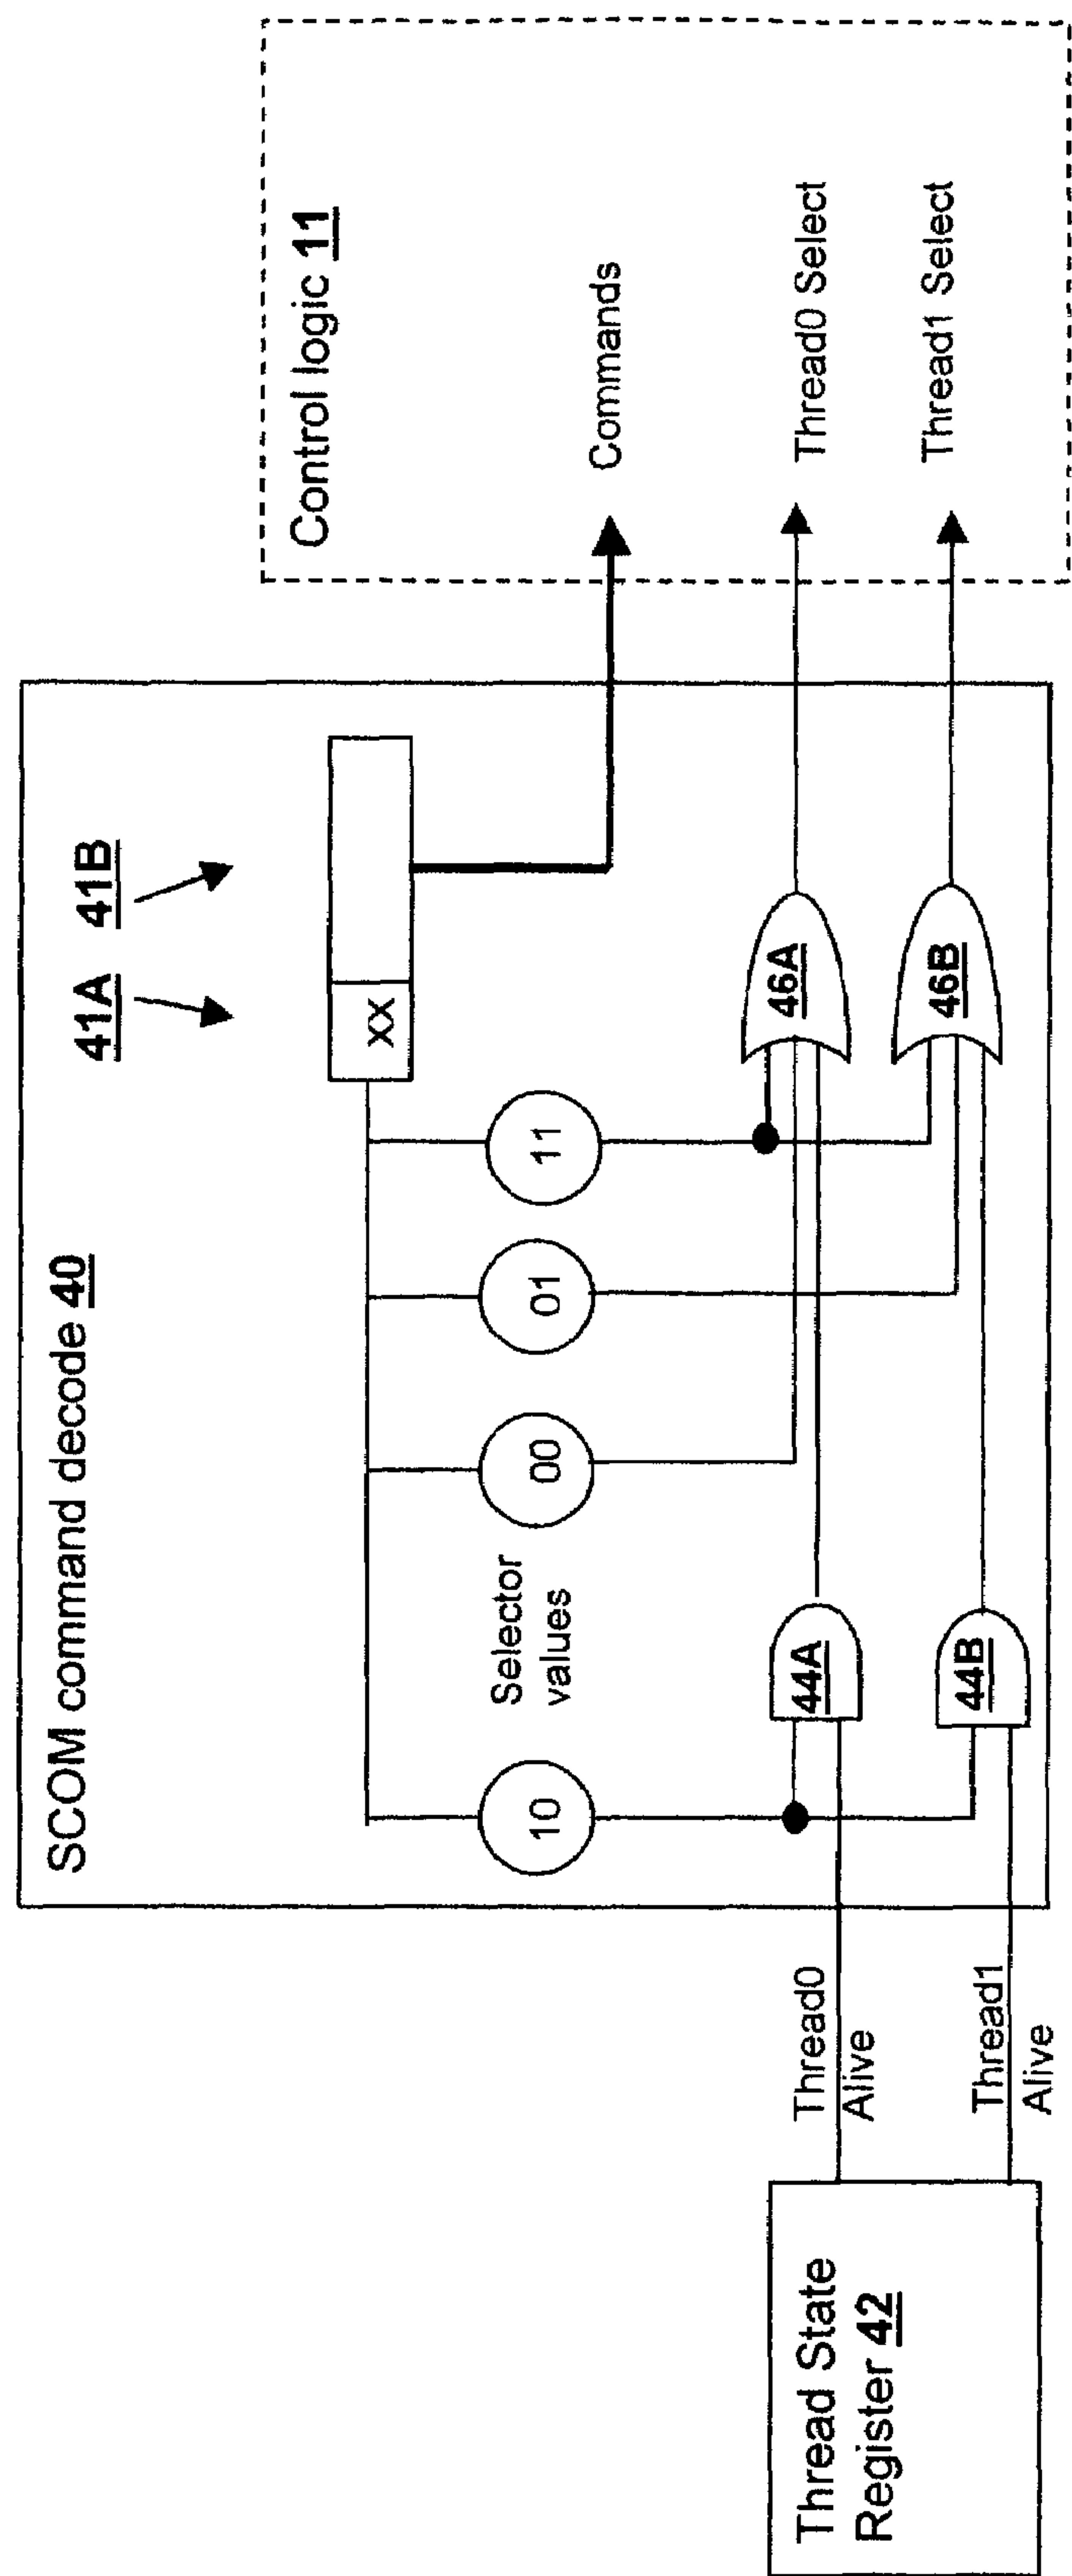 SCOM command decode 40
41A
41B
XX
Selector
values
10
00
01
11
44A
44B
46A
46B
Thread State
Register 42
Thread0
Alive
Thread1
Alive
Control logic 11
Commands
Thread0 Select
Thread1 Select